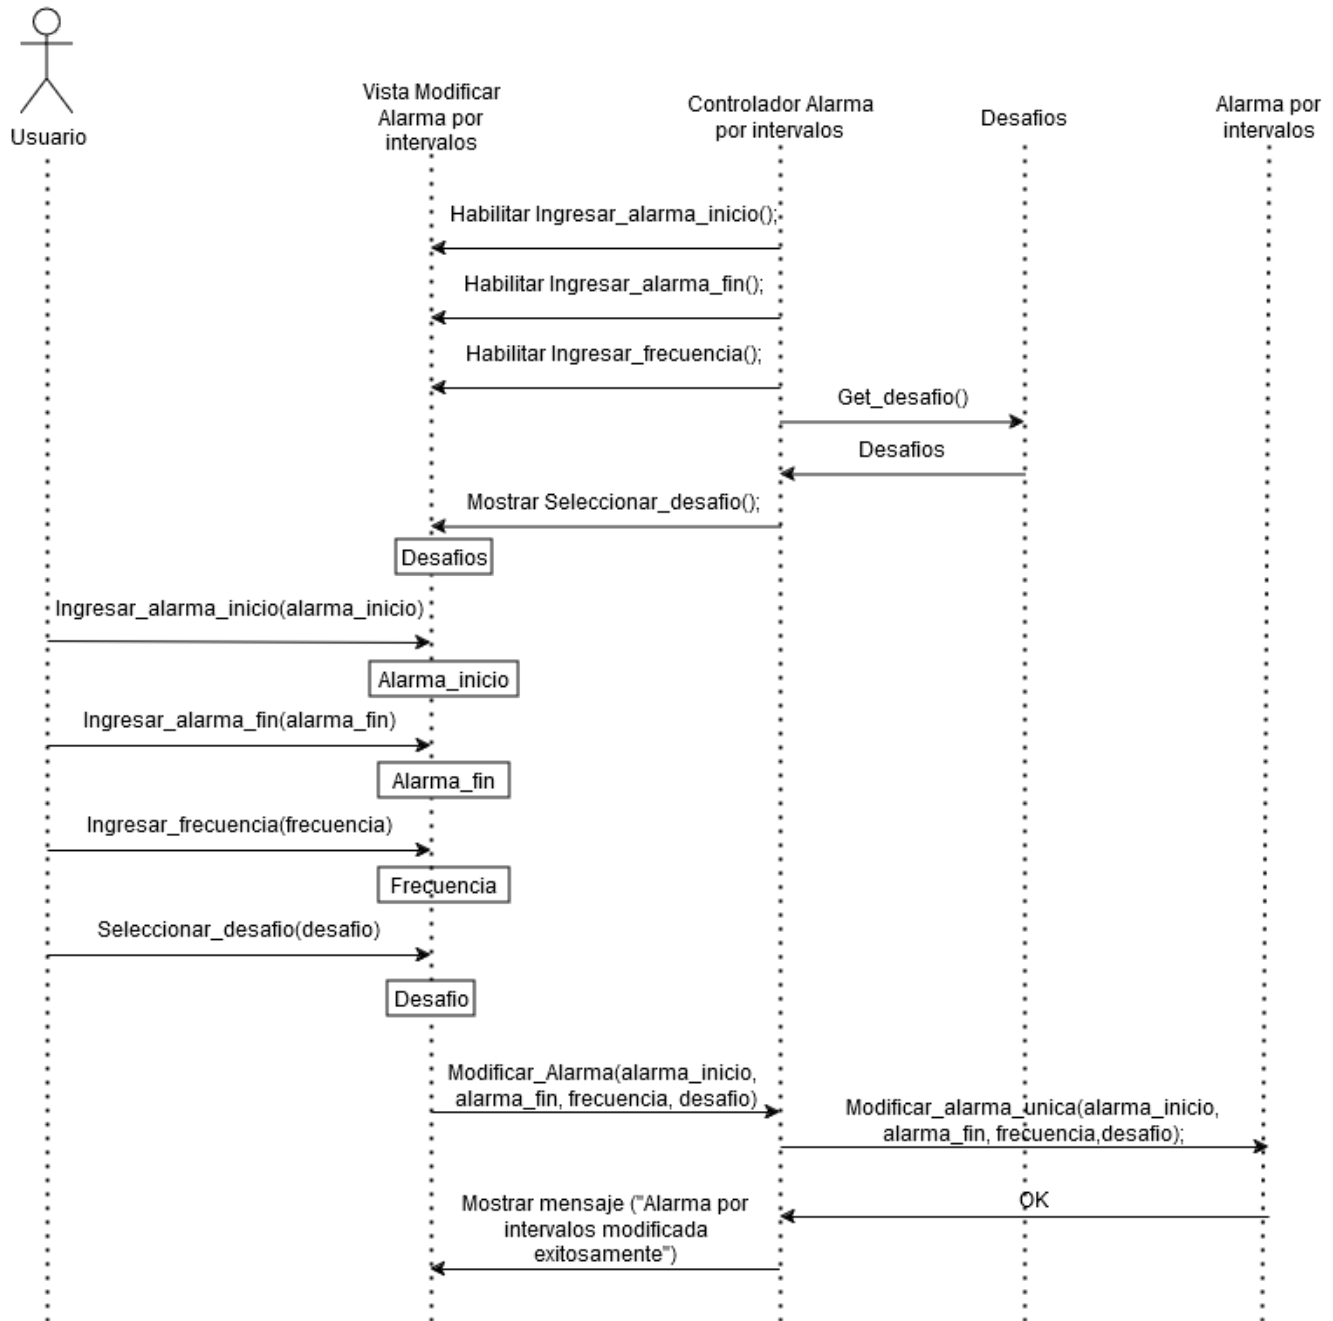 Usuario
Vista Modificar
Alarma por
intervalos
Controlador Alarma
por intervalos
Desafios
Alarma por
intervalos
Habilitar Ingresar_alarma_inicio();
Habilitar Ingresar_alarma_fin();
Habilitar Ingresar_frecuencia();
Get_desafio()
Desafios
Mostrar Seleccionar_desafio();
Desafios
Ingresar_alarma_inicio(alarma_inicio)
Alarma_inicio
Ingresar_alarma_fin(alarma_fin)
Alarma_fin
Ingresar_frecuencia(frecuencia)
Frecuencia
Seleccionar_desafio(desafio)
Desafio
Modificar_Alarma(alarma_inicio,
alarma_fin, frecuencia, desafio)
Modificar_alarma_unica(alarma_inicio,
alarma_fin, frecuencia,desafio);
OK
Mostrar mensaje ("Alarma por
intervalos modificada
exitosamente")